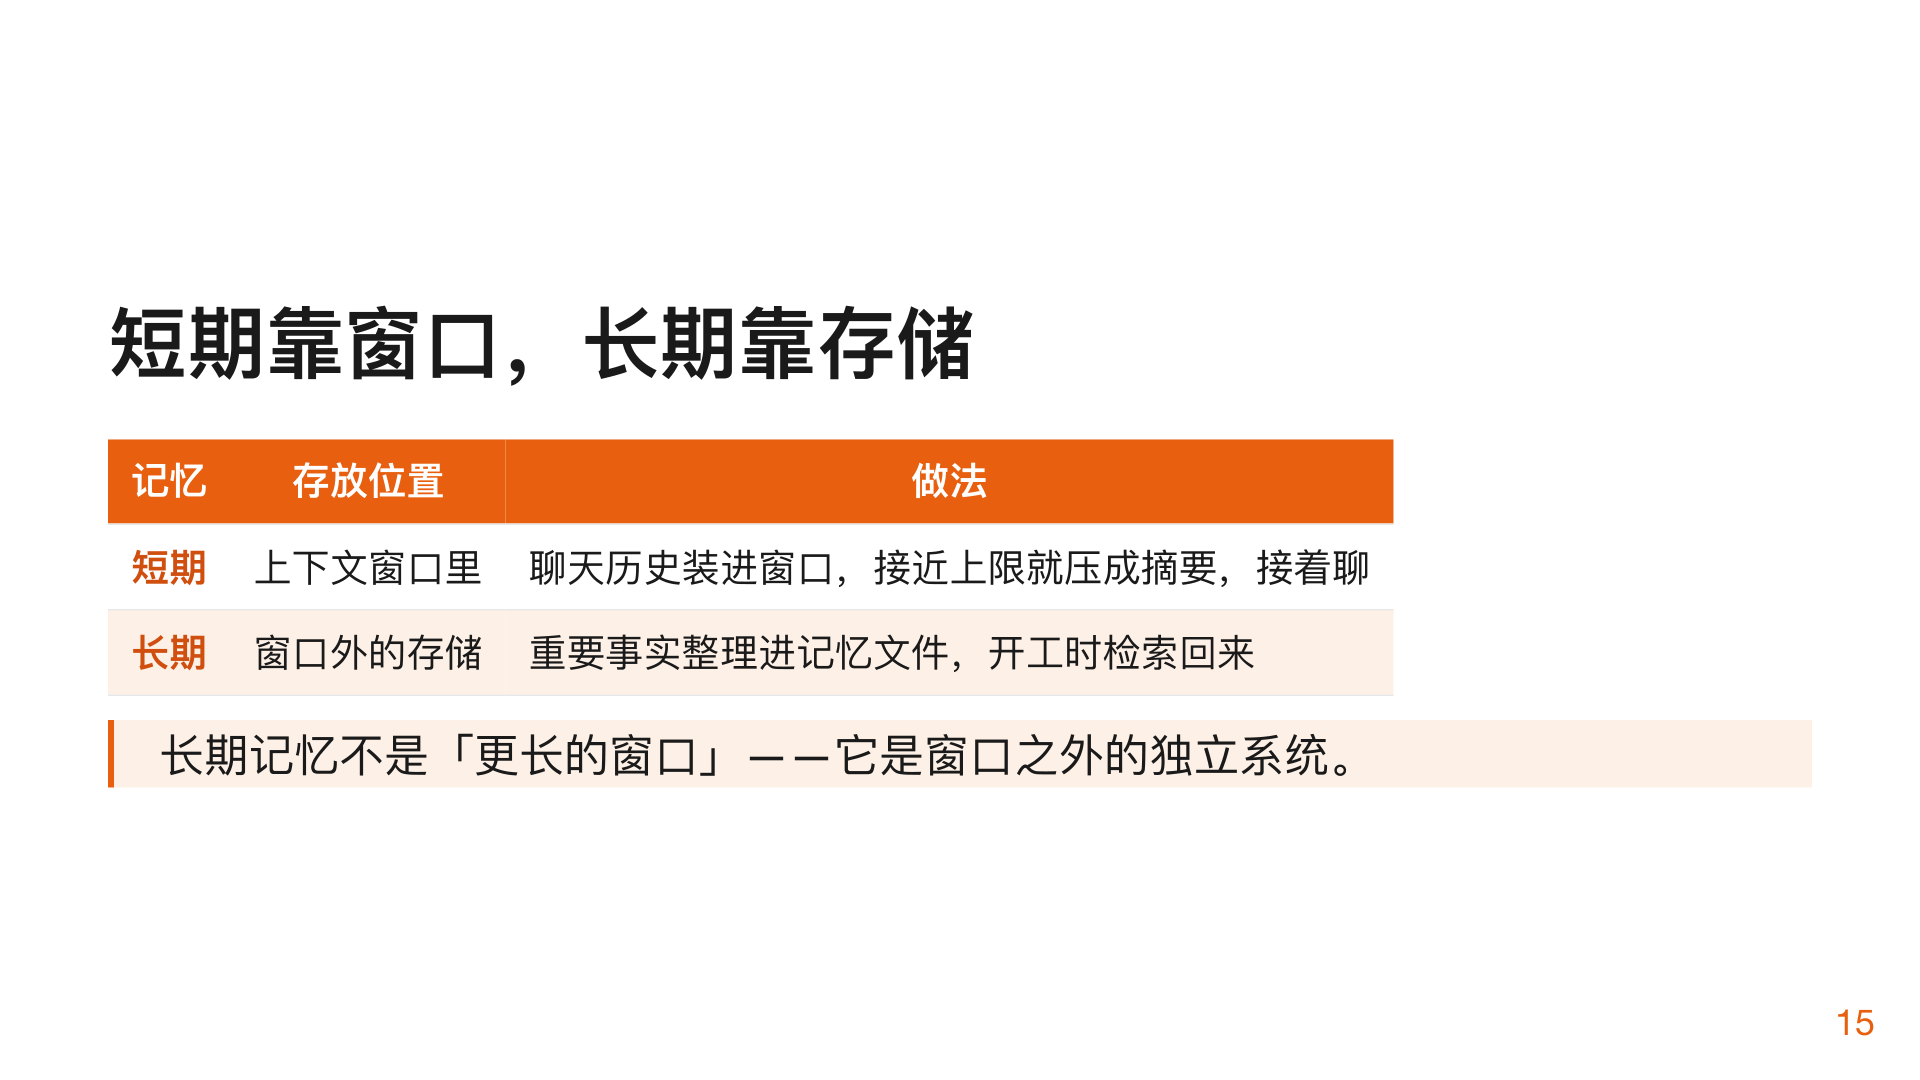 短期靠窗口，长期靠存储
记忆 存放位置 做法
短期 上下文窗口里 聊天历史装进窗口，接近上限就压成摘要，接着聊
长期 窗口外的存储 重要事实整理进记忆文件，开工时检索回来
长期记忆不是「更长的窗口」——它是窗口之外的独立系统。
15